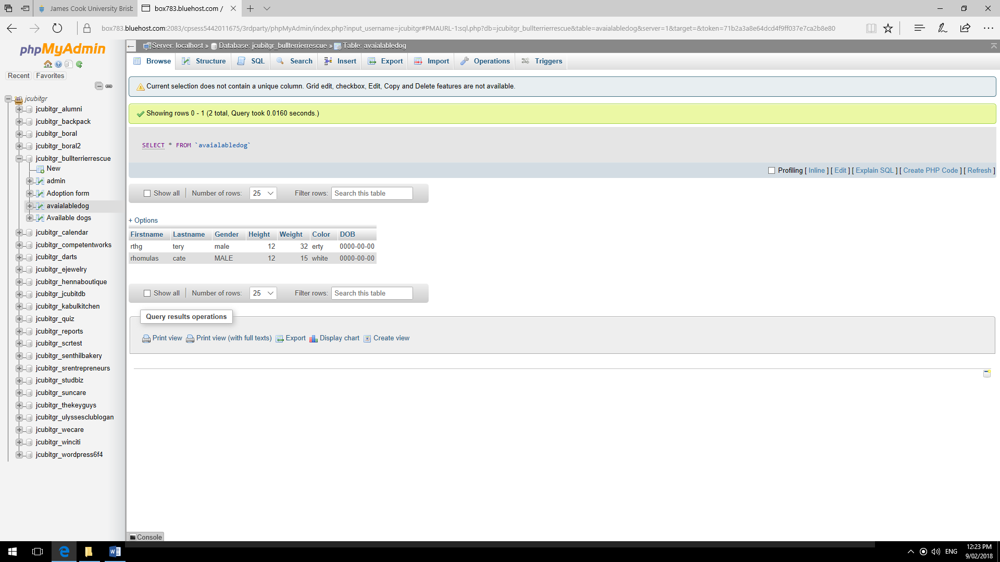 James Cook University Brisb
box783.bluehost.com /
box783.bluehost.com:2083/cpsess5442011675/3rdparty/phpMyAdmin/index.php?input_username=jcubitgr#PMAURL-1:sql.php?db=jcubitgr_bullterrierrescue&table=avaialabledog&server=1&target=&token=71b2a3a8e64dcd4f9ff037e7ca2b8e80
phpMyAdmin
Recent Favorites
jcubitgr
jcubitgr_alumni
jcubitgr_backpack
jcubitgr_boral
jcubitgr_boral2
jcubitgr_bullterrierrescue
New
admin
Adoption form
avaialabledog
Available dogs
jcubitgr_calendar
jcubitgr_competentworks
jcubitgr_darts
jcubitgr_ejewelry
jcubitgr_hennaboutique
jcubitgr_jcubitdb
jcubitgr_kabulkitchen
jcubitgr_quiz
jcubitgr_reports
jcubitgr_scrtest
jcubitgr_senthilbakery
jcubitgr_srentrepreneurs
jcubitgr_studbiz
jcubitgr_suncare
jcubitgr_thekeyguys
jcubitgr_ulyssesclublogan
jcubitgr_wecare
jcubitgr_winciti
jcubitgr_wordpress6f4
Server: localhost » Database: jcubitgr_bullterrierrescue » Table: avaialabledog
Browse Structure SQL Search Insert Export Import Operations Triggers
Current selection does not contain a unique column. Grid edit, checkbox, Edit, Copy and Delete features are not available.
Showing rows 0 - 1 (2 total, Query took 0.0160 seconds.)
SELECT * FROM `avaialabledog`
Profiling [ Inline ] [ Edit ] [ Explain SQL ] [ Create PHP Code ] [ Refresh ]
Show all Number of rows: 25 Filter rows: Search this table
+ Options
Firstname Lastname Gender Height Weight Color DOB
rthg tery male 12 32 erty 0000-00-00
rhomulas cate MALE 12 15 white 0000-00-00
Show all Number of rows: 25 Filter rows: Search this table
Query results operations
Print view Print view (with full texts) Export Display chart Create view
Console
ENG
12:23 PM
9/02/2018